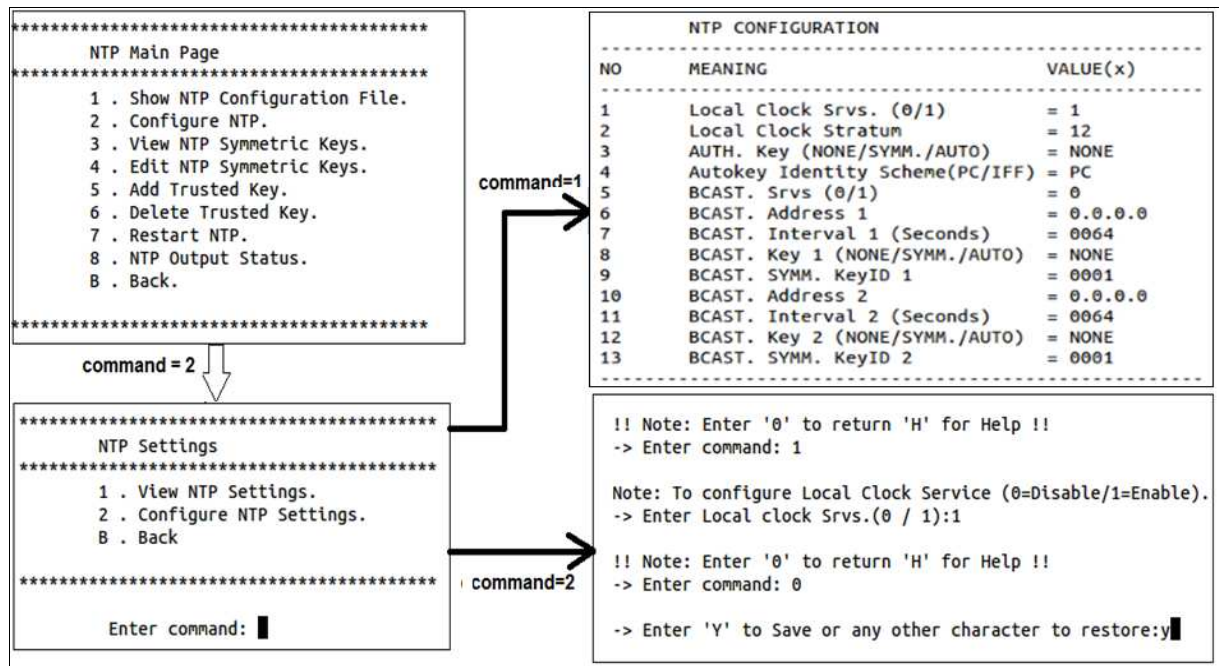 *******************************************
NTP Main Page
*******************************************
1 . Show NTP Configuration File.
2 . Configure NTP.
3 . View NTP Symmetric Keys.
4 . Edit NTP Symmetric Keys.
5 . Add Trusted Key.
6 . Delete Trusted Key.
7 . Restart NTP.
8 . NTP Output Status.
B . Back.
*******************************************
command = 2
*******************************************
NTP Settings
*******************************************
1 . View NTP Settings.
2 . Configure NTP Settings.
B . Back
*******************************************
Enter command:
command=1
NTP CONFIGURATION
NO MEANING VALUE(x)
1 Local Clock Srvs. (0/1) = 1
2 Local Clock Stratum = 12
3 AUTH. Key (NONE/SYMM./AUTO) = NONE
4 Autokey Identity Scheme(PC/IFF) = PC
5 BCAST. Srvs (0/1) = 0
6 BCAST. Address 1 = 0.0.0.0
7 BCAST. Interval 1 (Seconds) = 0064
8 BCAST. Key 1 (NONE/SYMM./AUTO) = NONE
9 BCAST. SYMM. KeyID 1 = 0001
10 BCAST. Address 2 = 0.0.0.0
11 BCAST. Interval 2 (Seconds) = 0064
12 BCAST. Key 2 (NONE/SYMM./AUTO) = NONE
13 BCAST. SYMM. KeyID 2 = 0001
command=2
!! Note: Enter '0' to return 'H' for Help !!
-> Enter command: 1
Note: To configure Local Clock Service (0=Disable/1=Enable).
-> Enter Local clock Srvs.(0 / 1):1
!! Note: Enter '0' to return 'H' for Help !!
-> Enter command: 0
-> Enter 'Y' to Save or any other character to restore:y